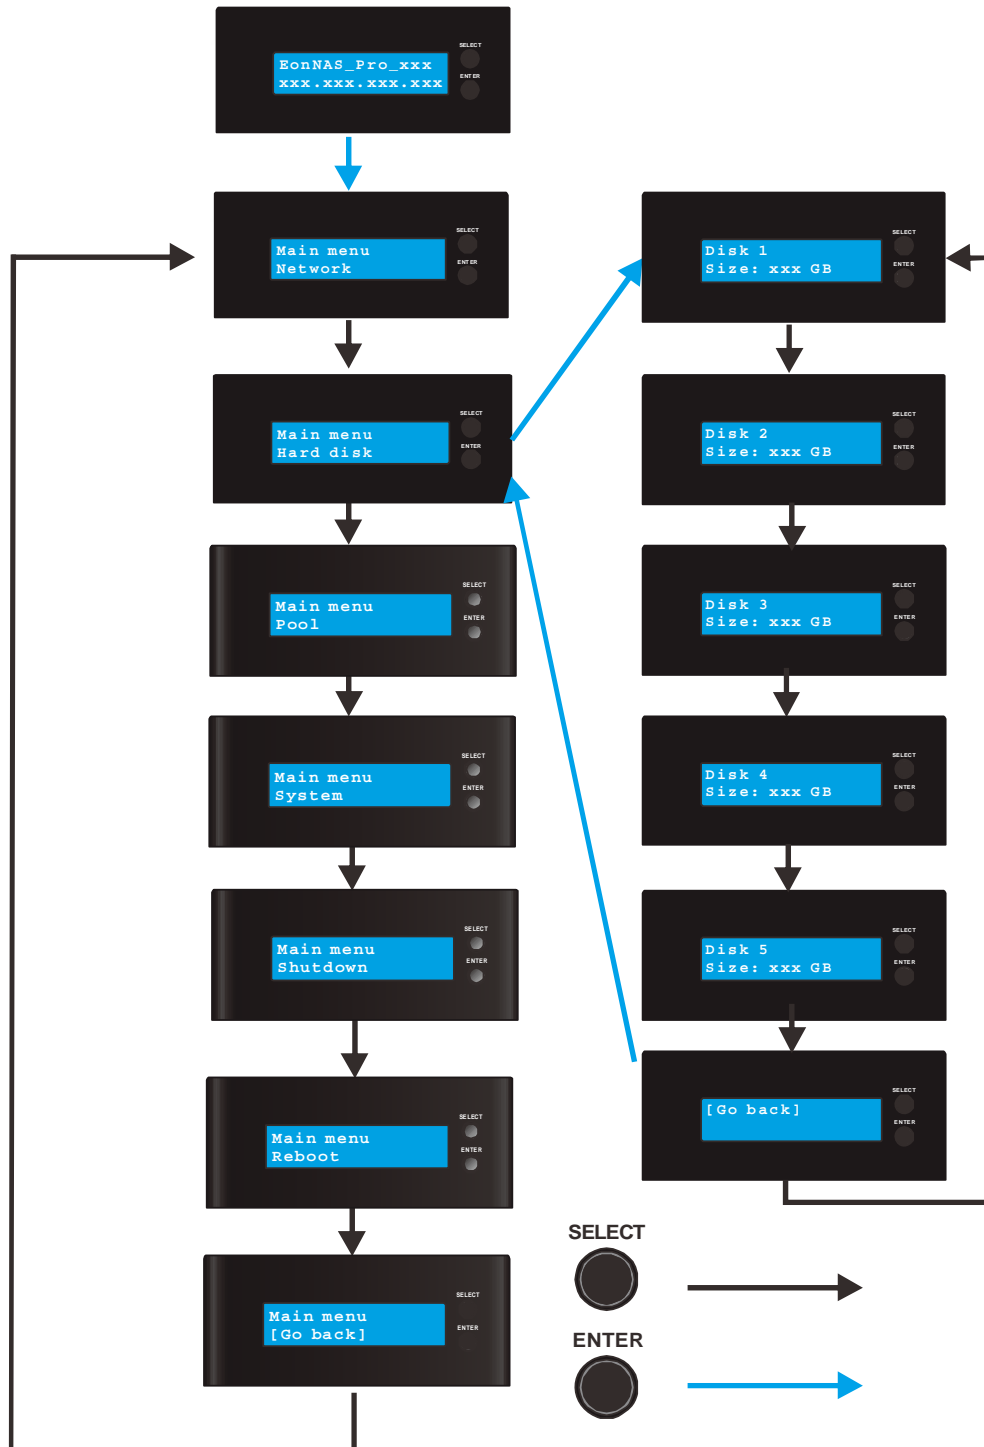 SELECT
EonNAS_Pro_xxx
xxx.xxx.xxx.xxx
ENTER
SELECT
Main menu
Network
ENTER
SELECT
Main menu
Hard disk
ENTER
SELECT
Main menu
Pool
ENTER
SELECT
Main menu
System
ENTER
SELECT
Main menu
Shutdown
ENTER
SELECT
Main menu
Reboot
ENTER
SELECT
Main menu
[Go back]
ENTER
SELECT
Disk 1
Size: xxx GB
ENTER
SELECT
Disk 2
Size: xxx GB
ENTER
SELECT
Disk 3
Size: xxx GB
ENTER
SELECT
Disk 4
Size: xxx GB
ENTER
SELECT
Disk 5
Size: xxx GB
ENTER
SELECT
[Go back]
ENTER
SELECT
ENTER